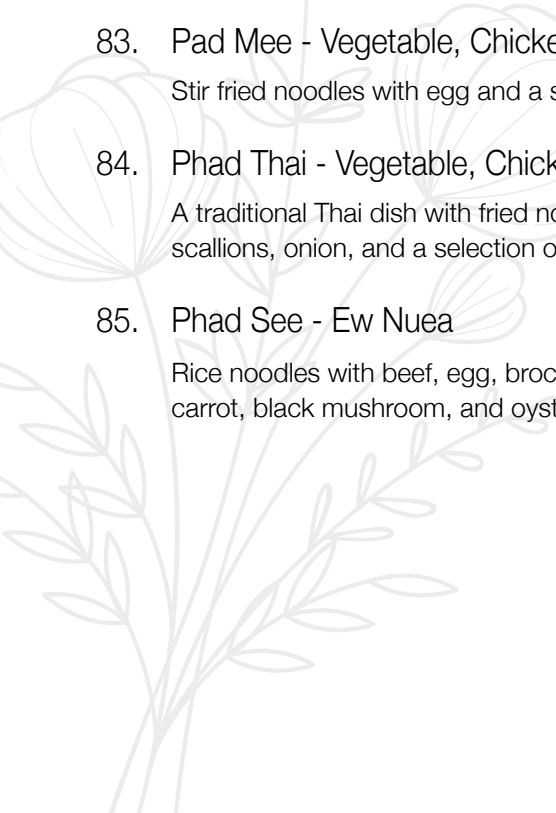 83. Pad Mee - Vegetable, Chicke
Stir fried noodles with egg and a s
84. Phad Thai - Vegetable, Chick
A traditional Thai dish with fried no
scallions, onion, and a selection o
85. Phad See - Ew Nuea
Rice noodles with beef, egg, broc
carrot, black mushroom, and oyst